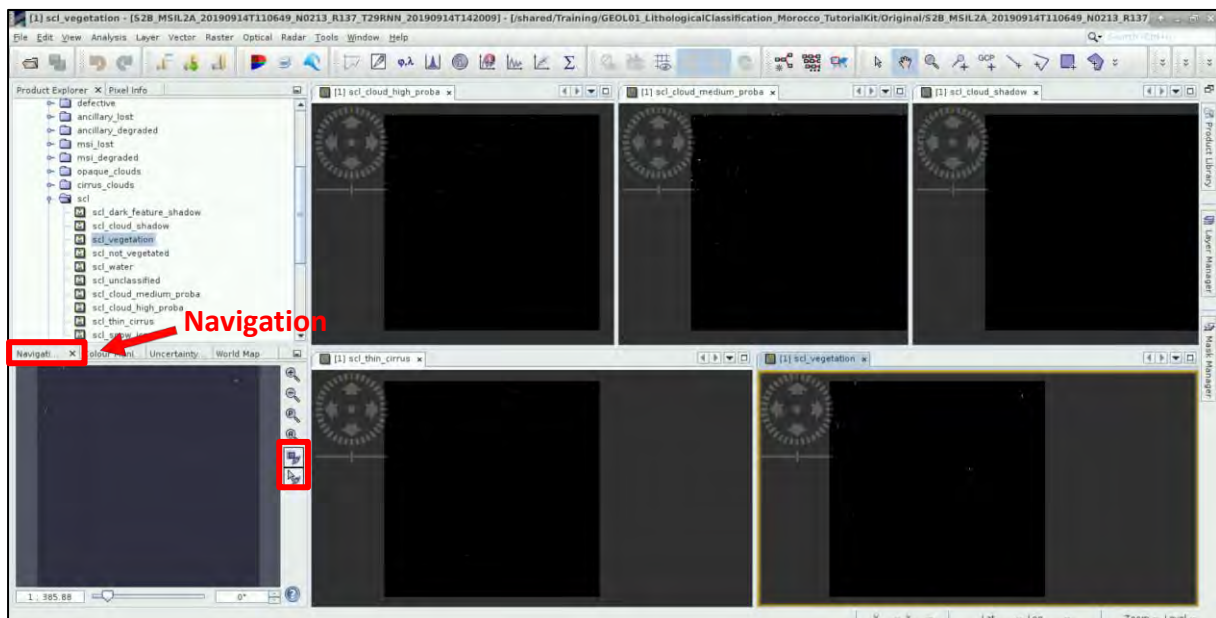 [1] scl_vegetation - [S2B_MSIL2A_20190914T110649_N0213_R137_T29RNN_20190914T142009] - [/shared/Training/GEOL01_LithologicalClassification_Morocco_TutorialKit/Original/S2B_MSIL2A_20190914T110649_N0213_R137
File Edit View Analysis Layer Vector Raster Optical Radar Tools Window Help
Product Explorer X Pixel Info
[1] scl_cloud_high_proba x
[1] scl_cloud_medium_proba x
[1] scl_cloud_shadow x
defective
ancillary_lost
ancillary_degraded
msi_lost
msi_degraded
opaque_clouds
cirrus_clouds
scl
scl_dark_feature_shadow
scl_cloud_shadow
scl_vegetation
scl_not_vegetated
scl_water
scl_unclassified
scl_cloud_medium_proba
scl_cloud_high_proba
scl_thin_cirrus
Navigation
Navigati... X Uncertainty... World Map
[1] scl_thin_cirrus x
[1] scl_vegetation x
Product Library
Layer Manager
Mask Manager
1 : 385.88
0°